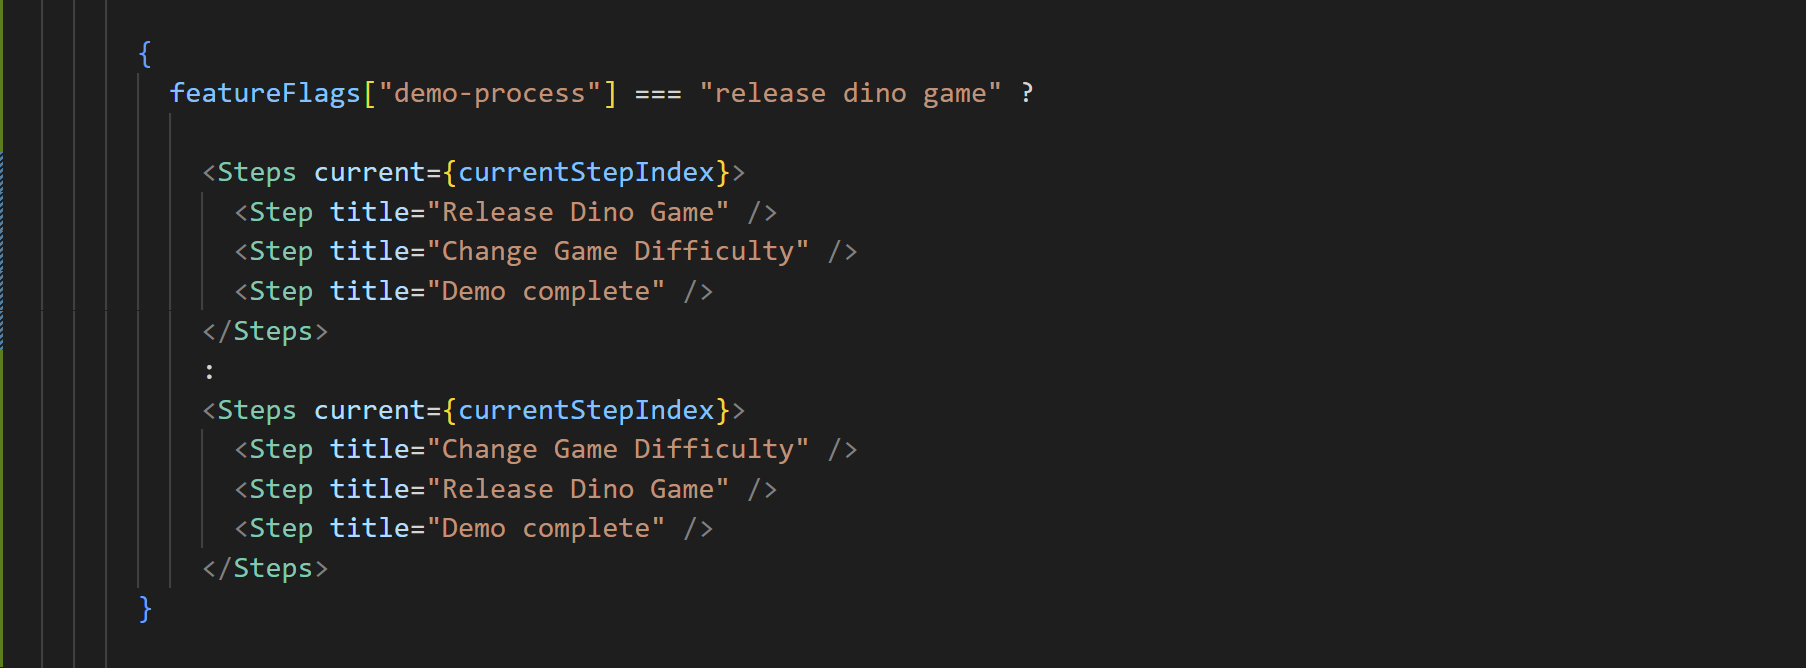 {
featureFlags["demo-process"] === "release dino game" ?
<Steps current={currentStepIndex}>
<Step title="Release Dino Game" />
<Step title="Change Game Difficulty" />
<Step title="Demo complete" />
</Steps>
:
<Steps current={currentStepIndex}>
<Step title="Change Game Difficulty" />
<Step title="Release Dino Game" />
<Step title="Demo complete" />
</Steps>
}